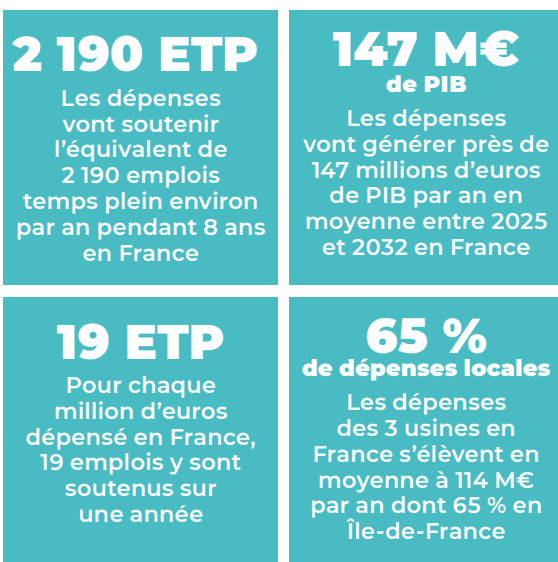 2 190 ETP
Les dépenses
vont soutenir
l’équivalent de
2 190 emplois
temps plein environ
par an pendant 8 ans
en France
147 M€
de PIB
Les dépenses
vont générer près de
147 millions d’euros
de PIB par an en
moyenne entre 2025
et 2032 en France
19 ETP
Pour chaque
million d’euros
dépensé en France,
19 emplois y sont
soutenus sur
une année
65 %
de dépenses locales
Les dépenses
des 3 usines en
France s’élèvent en
moyenne à 114 M€
par an dont 65 % en
Île-de-France